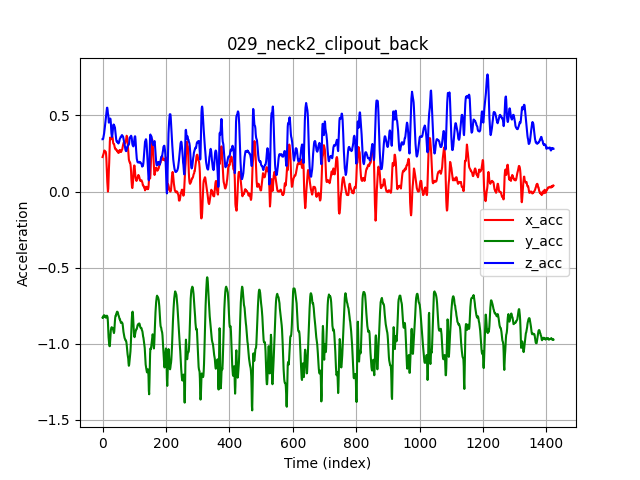 029_neck2_clipout_back
0.5
0.0
−0.5
−1.0
−1.5
Acceleration
x_acc
y_acc
z_acc
0 200 400 600 800 1000 1200 1400
Time (index)